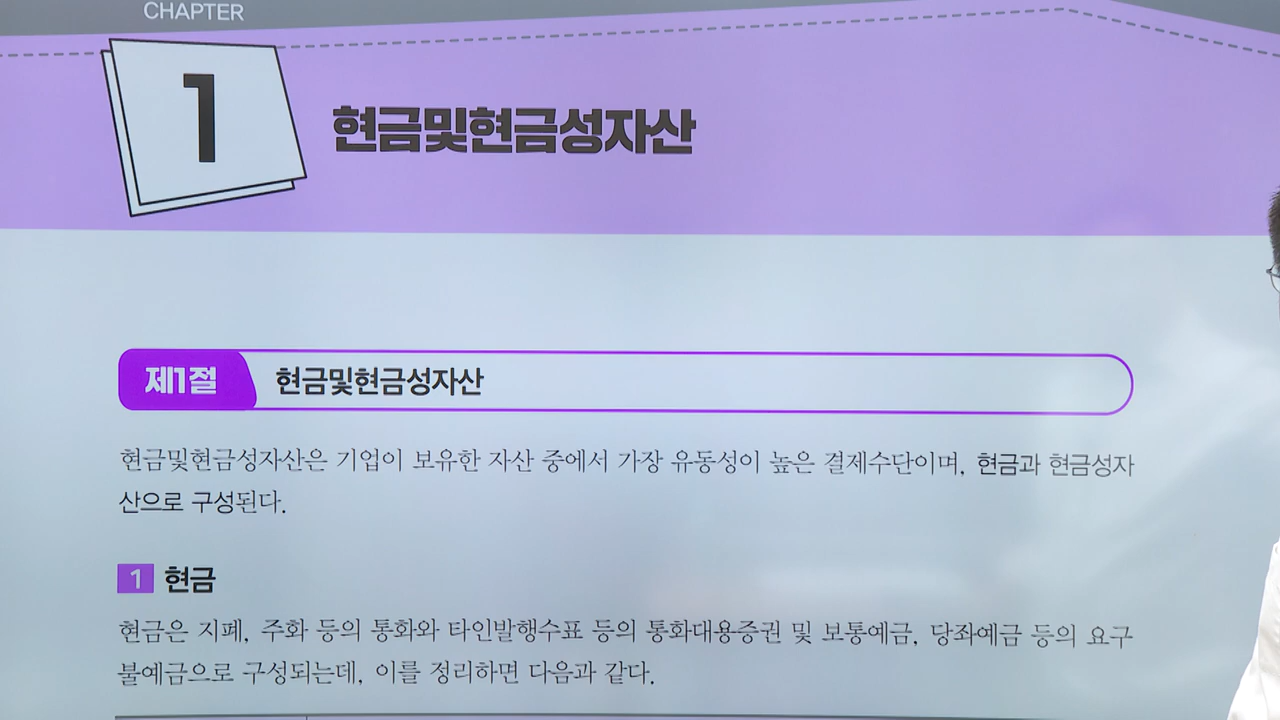 CHAPTER
1
현금및현금성자산
제1절 현금및현금성자산
현금및현금성자산은 기업이 보유한 자산 중에서 가장 유동성이 높은 결제수단이며, 현금과 현금성자
산으로 구성된다.
1 현금
현금은 지폐, 주화 등의 통화와 타인발행수표 등의 통화대용증권 및 보통예금, 당좌예금 등의 요구
불예금으로 구성되는데, 이를 정리하면 다음과 같다.